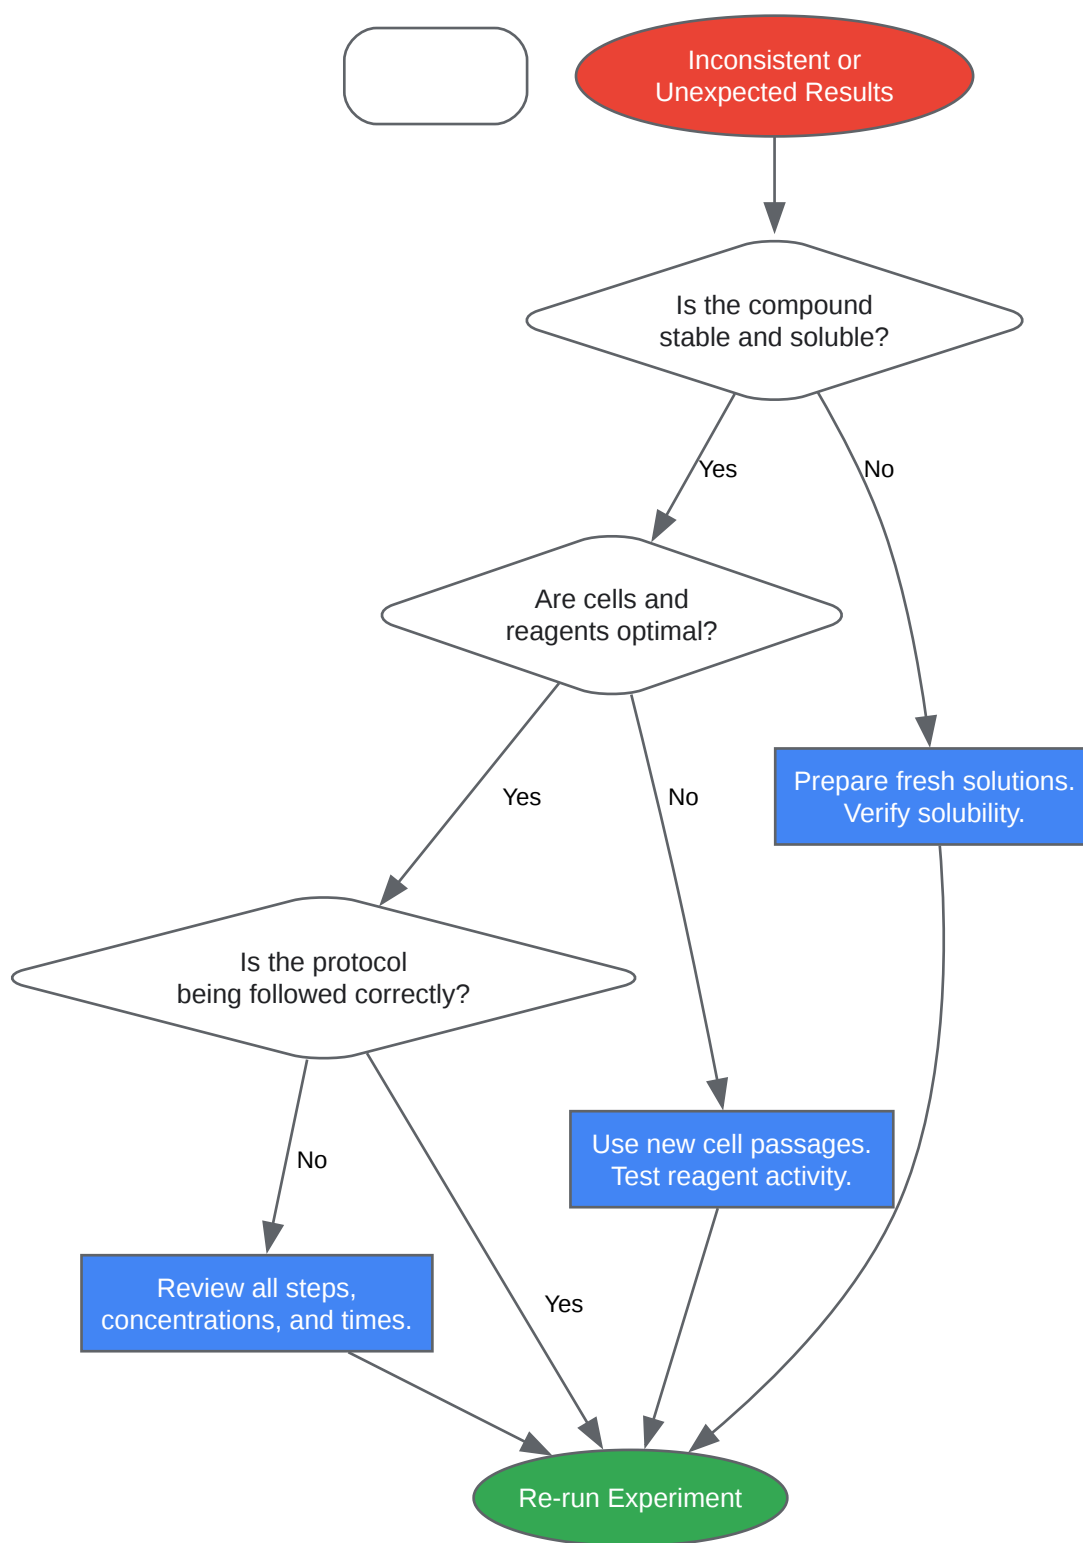 Inconsistent or
Unexpected Results
Is the compound
stable and soluble?
Yes
No
Are cells and
reagents optimal?
Yes
No
Prepare fresh solutions.
Verify solubility.
Is the protocol
being followed correctly?
No
Use new cell passages.
Test reagent activity.
Review all steps,
concentrations, and times.
Yes
Re-run Experiment